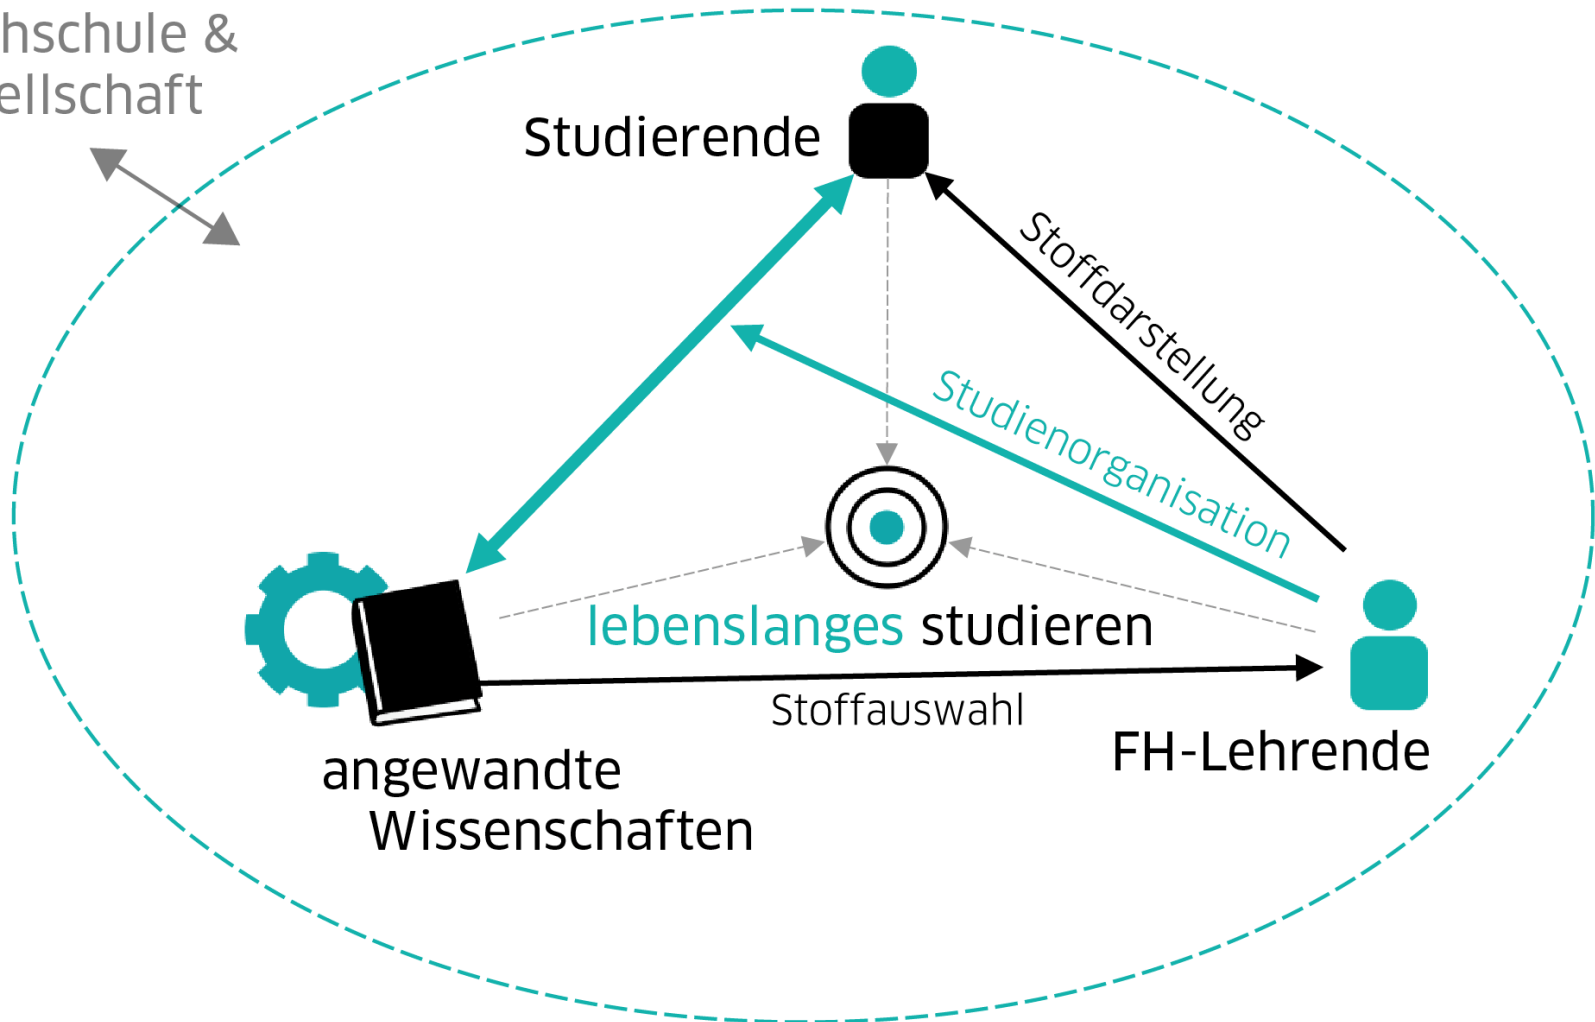 hschule &
ellschaft
Studierende
Stoffdarstellung
Studienorganisation
lebenslanges studieren
Stoffauswahl
FH-Lehrende
angewandte
Wissenschaften